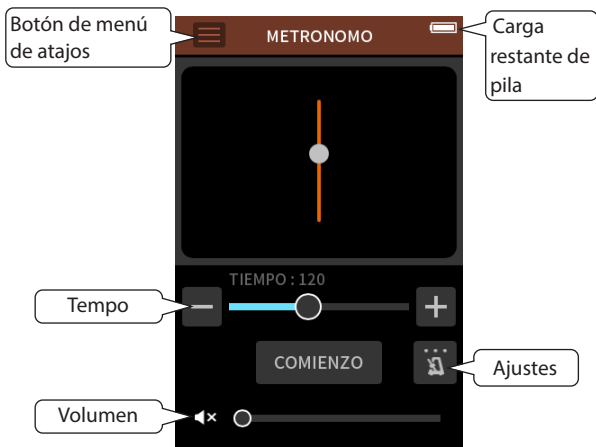 Botón de menú
de atajos
METRONOMO
Carga
restante de
pila
TIEMPO : 120
Tempo
COMIENZO
Ajustes
Volumen